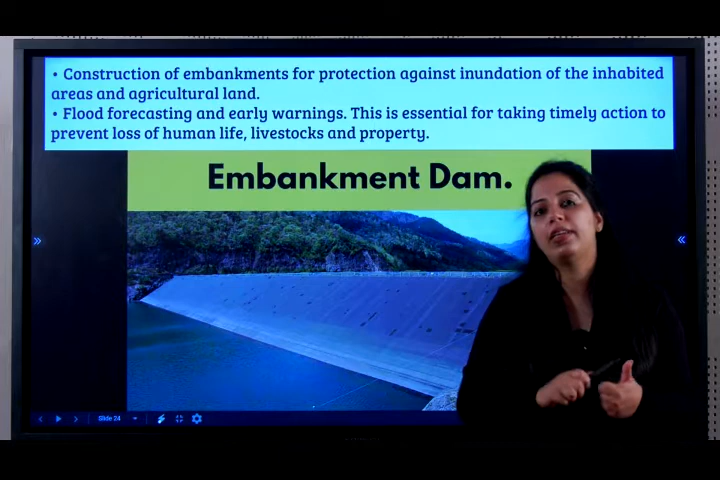 • Construction of embankments for protection against inundation of the inhabited
areas and agricultural land.
• Flood forecasting and early warnings. This is essential for taking timely action to
prevent loss of human life, livestocks and property.
Embankment Dam.
Slide 24